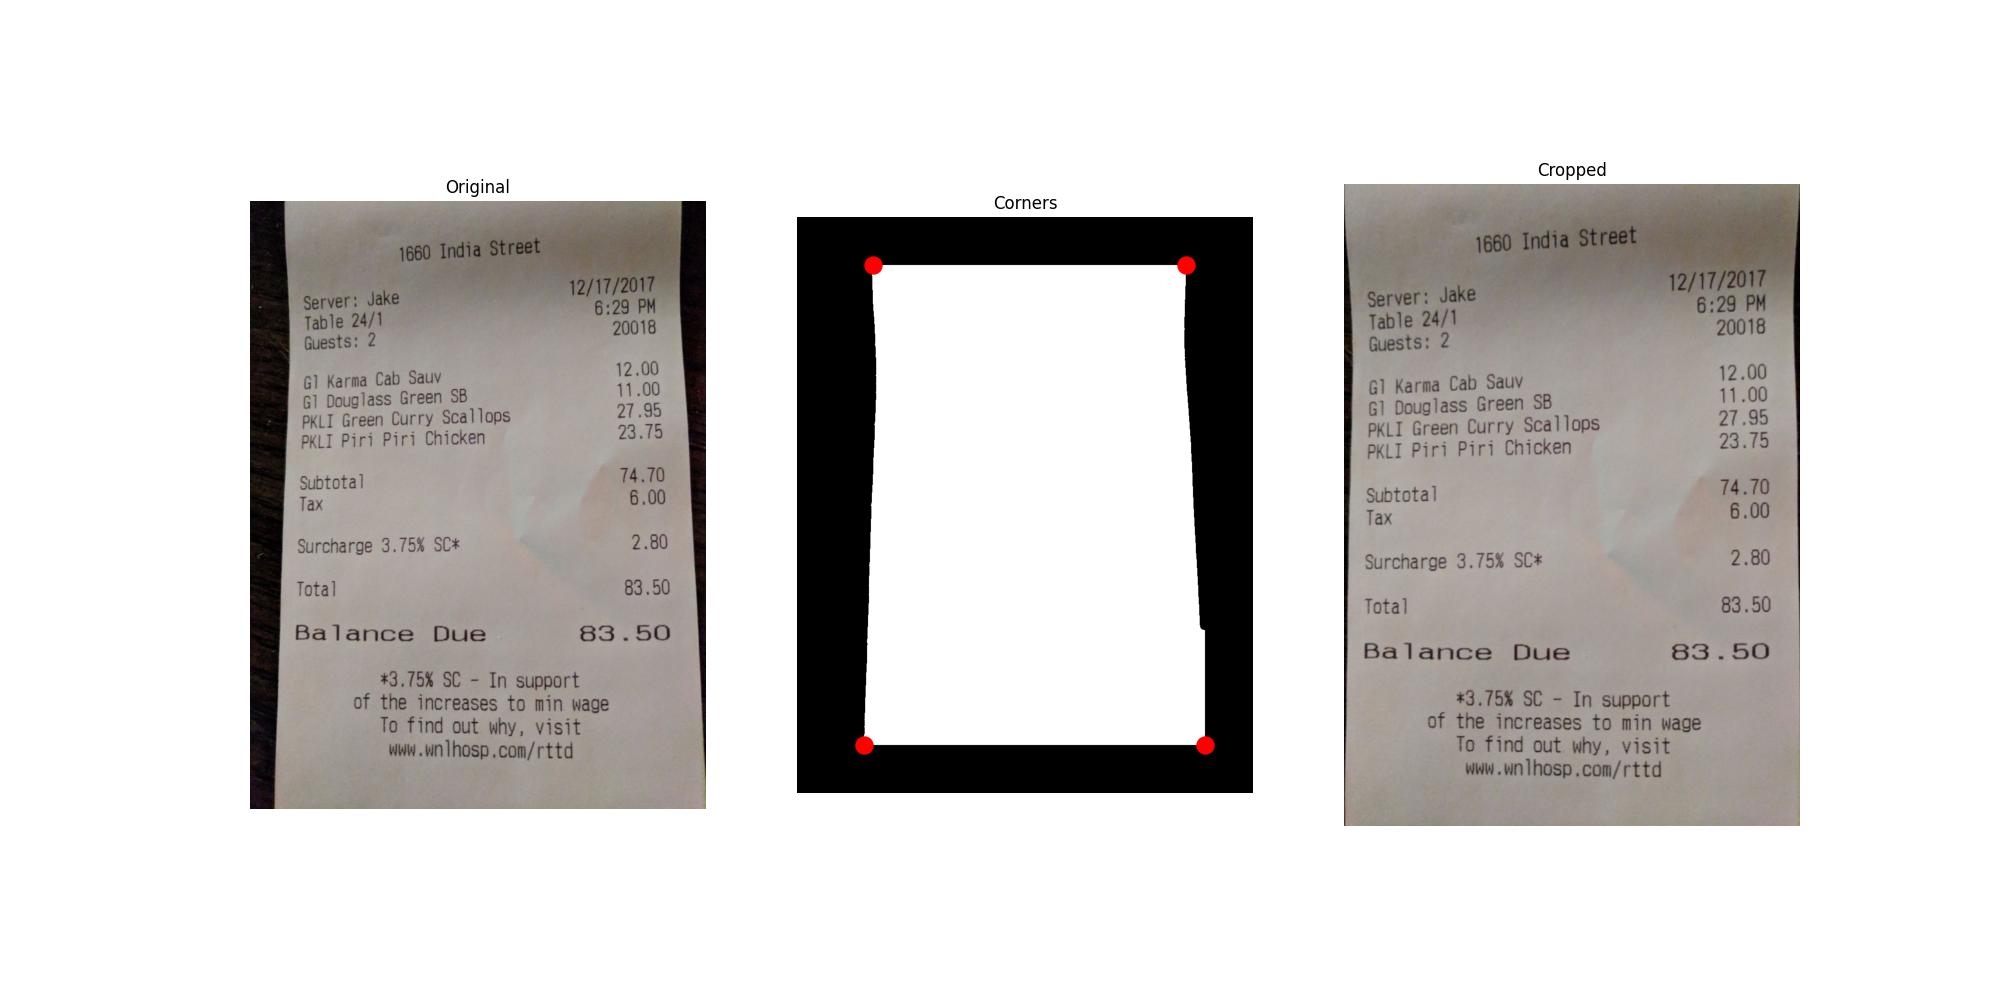 Original
1660 India Street
12/17/2017
Server: Jake 6:29 PM
Table 24/1 20018
Guests: 2
Gl Karma Cab Sauv 12.00
Gl Douglass Green SB 11.00
PKLI Green Curry Scallops 27.95
PKLI Piri Piri Chicken 23.75
Subtotal 74.70
Tax 6.00
Surcharge 3.75% SC* 2.80
Total 83.50
Balance Due 83.50
*3.75% SC - In support
of the increases to min wage
To find out why, visit
www.wnlhosp.com/rttd
Corners
Cropped
1660 India Street
12/17/2017
Server: Jake 6:29 PM
Table 24/1 20018
Guests: 2
Gl Karma Cab Sauv 12.00
Gl Douglass Green SB 11.00
PKLI Green Curry Scallops 27.95
PKLI Piri Piri Chicken 23.75
Subtotal 74.70
Tax 6.00
Surcharge 3.75% SC* 2.80
Total 83.50
Balance Due 83.50
*3.75% SC - In support
of the increases to min wage
To find out why, visit
www.wnlhosp.com/rttd